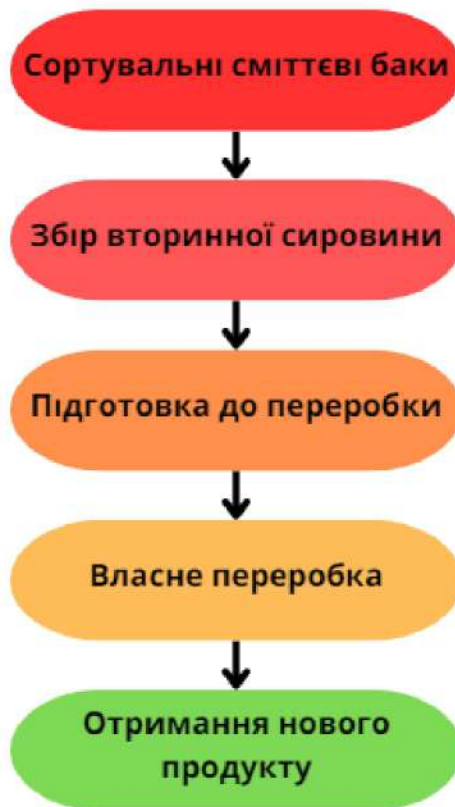 Сортувальні сміттєві баки
Збір вторинної сировини
Підготовка до переробки
Власне переробка
Отримання нового
продукту